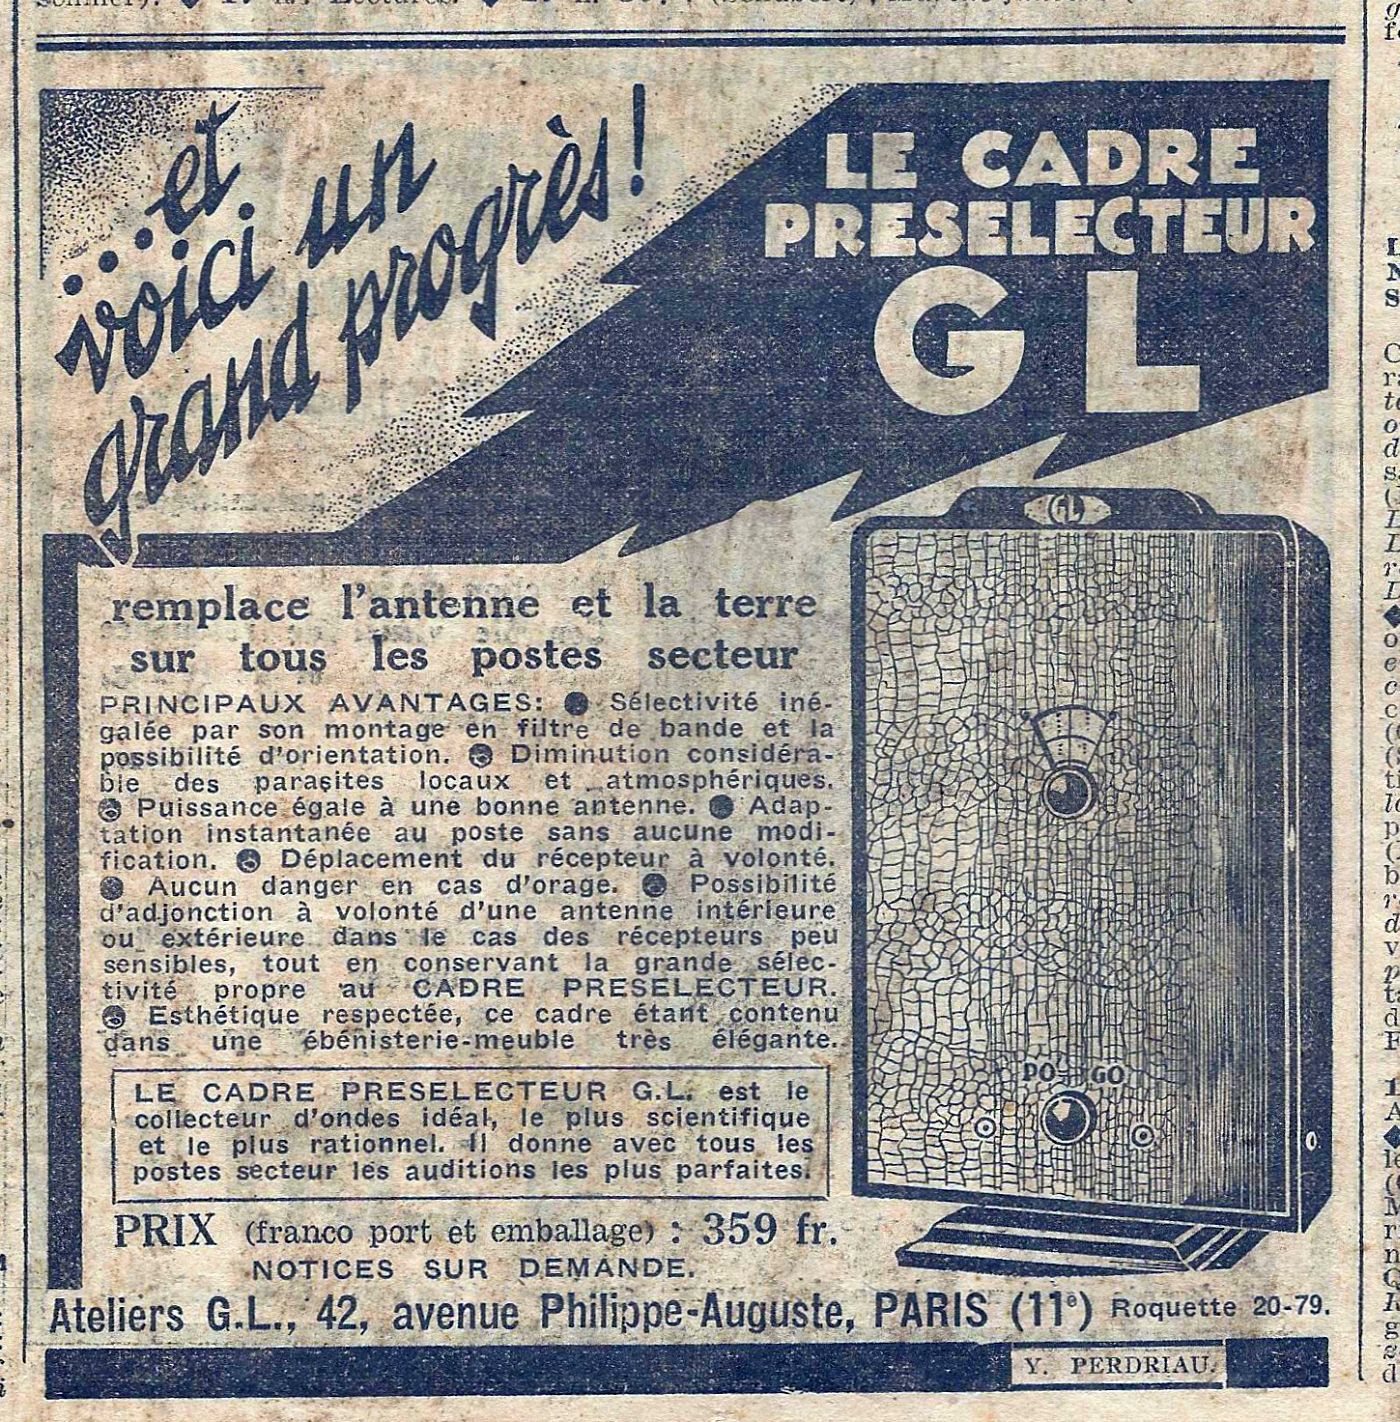 ... et
voici un
grand progrès !
LE CADRE
PRESELECTEUR
GL
GL
remplace l'antenne et la terre
sur tous les postes secteur
PRINCIPAUX AVANTAGES: ● Sélectivité iné-
galée par son montage en filtre de bande et la
possibilité d'orientation. ● Diminution considéra-
ble des parasites locaux et atmosphériques.
● Puissance égale à une bonne antenne. ● Adap-
tation instantanée au poste sans aucune modi-
fication. ● Déplacement du récepteur à volonté.
● Aucun danger en cas d'orage. ● Possibilité
d'adjonction à volonté d'une antenne intérieure
ou extérieure dans le cas des récepteurs peu
sensibles, tout en conservant la grande sélec-
tivité propre au CADRE PRESELECTEUR.
● Esthétique respectée, ce cadre étant contenu
dans une ébénisterie-meuble très élégante.
PO GO
LE CADRE PRESELECTEUR G.L. est le
collecteur d'ondes idéal, le plus scientifique
et le plus rationnel. Il donne avec tous les
postes secteur les auditions les plus parfaites.
PRIX (franco port et emballage) : 359 fr.
NOTICES SUR DEMANDE.
Ateliers G.L., 42, avenue Philippe-Auguste, PARIS (11e) Roquette 20-79.
Y. PERDRIAU.